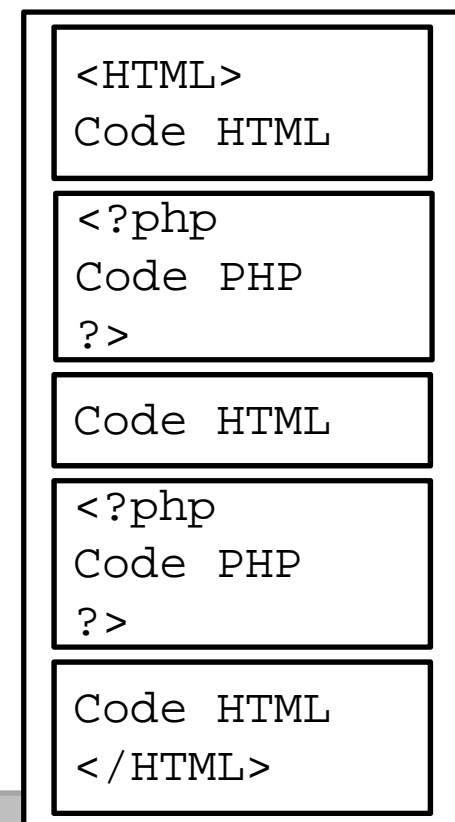 <HTML>
Code HTML
<?php
Code PHP
?>
Code HTML
<?php
Code PHP
?>
Code HTML
</HTML>